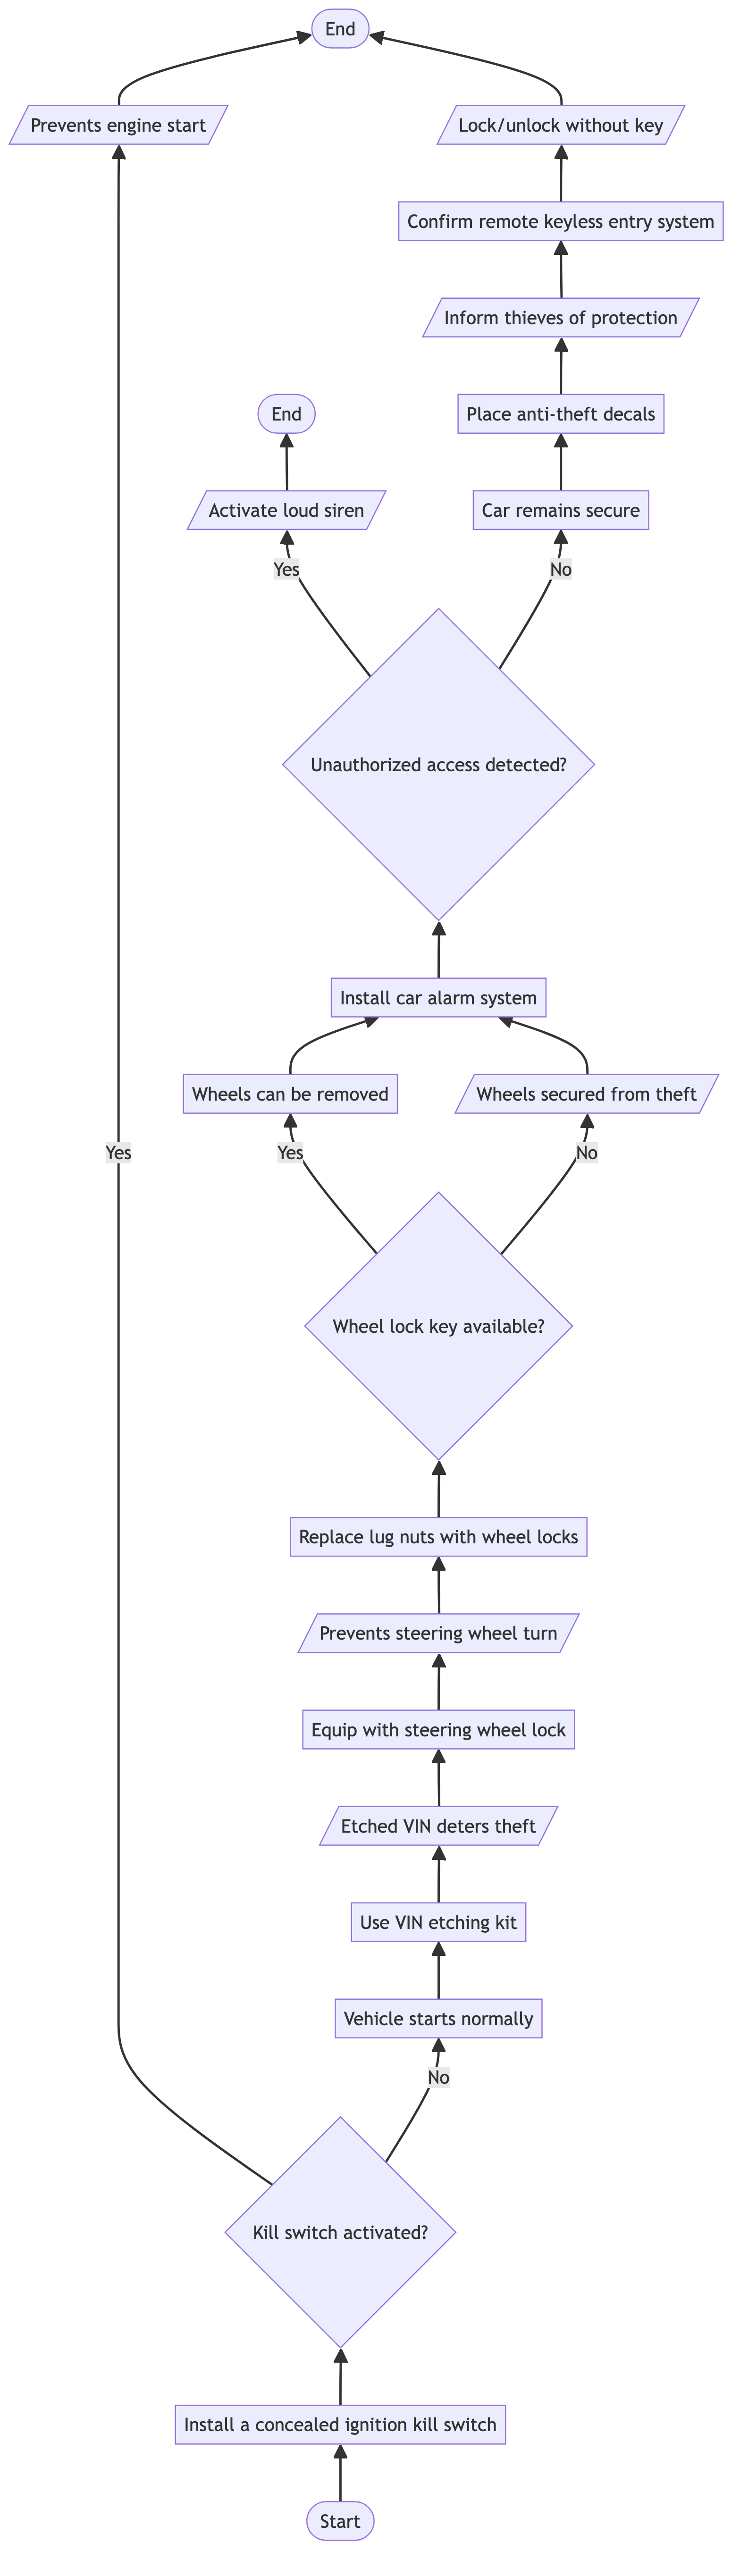 End
Prevents engine start
Lock/unlock without key
Confirm remote keyless entry system
Inform thieves of protection
End
Place anti-theft decals
Activate loud siren
Car remains secure
Yes
No
Unauthorized access detected?
Install car alarm system
Wheels can be removed
Wheels secured from theft
Yes
Yes
No
Wheel lock key available?
Replace lug nuts with wheel locks
Prevents steering wheel turn
Equip with steering wheel lock
Etched VIN deters theft
Use VIN etching kit
Vehicle starts normally
No
Kill switch activated?
Install a concealed ignition kill switch
Start